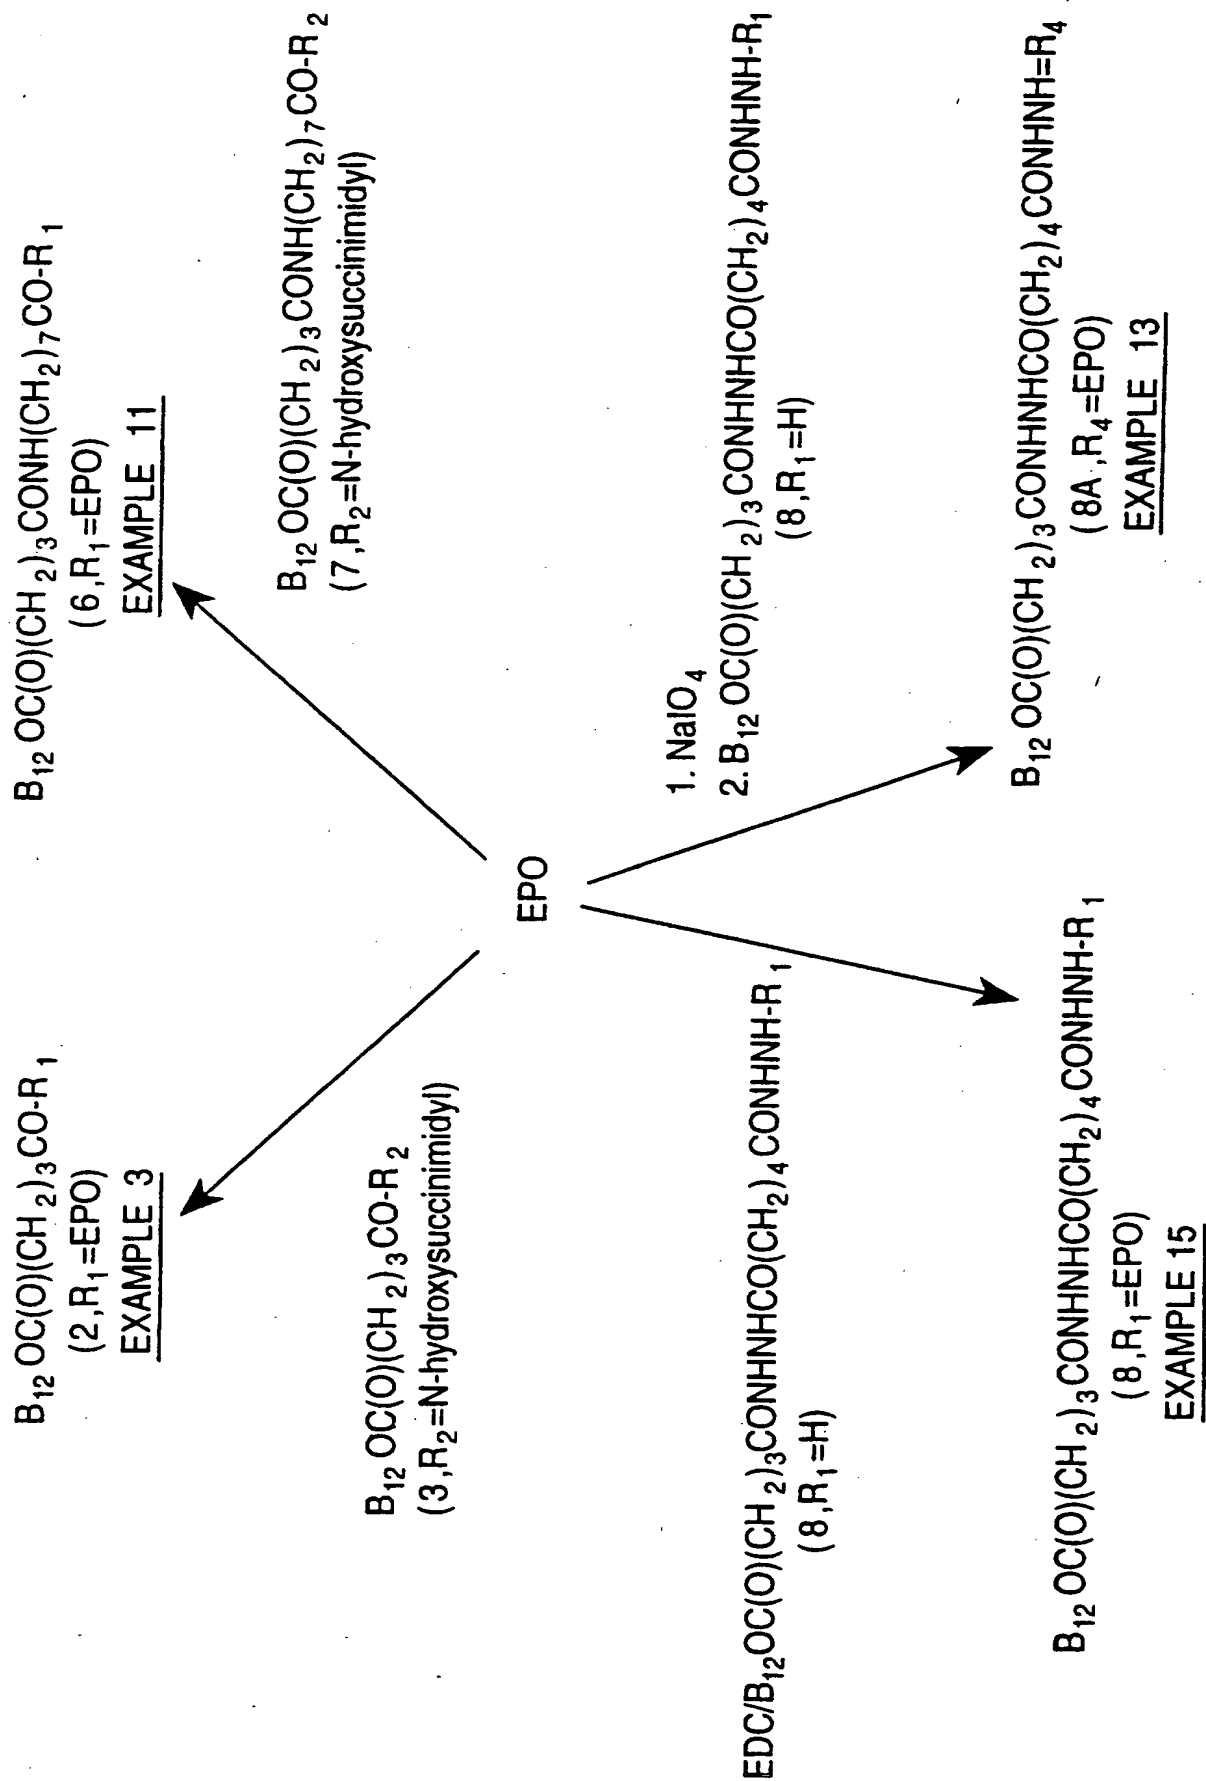 B12 OC(O)(CH2)3CO-R1
(2,R1=EPO)
EXAMPLE 3
B12 OC(O)(CH2)3CONH(CH2)7CO-R1
(6,R1=EPO)
EXAMPLE 11
B12 OC(O)(CH2)3CO-R2
(3,R2=N-hydroxysuccinimidyl)
B12 OC(O)(CH2)3CONH(CH2)7CO-R2
(7,R2=N-hydroxysuccinimidyl)
EPO
EDC/B12OC(O)(CH2)3CONHNHCO(CH2)4CONHNH-R1
(8,R1=H)
1. NaIO4
2. B12 OC(O)(CH2)3CONHNHCO(CH2)4CONHNH-R1
(8,R1=H)
B12 OC(O)(CH2)3CONHNHCO(CH2)4CONHNH-R1
(8,R1=EPO)
EXAMPLE 15
B12 OC(O)(CH2)3CONHNHCO(CH2)4CONHNH=R4
(8A,R4=EPO)
EXAMPLE 13